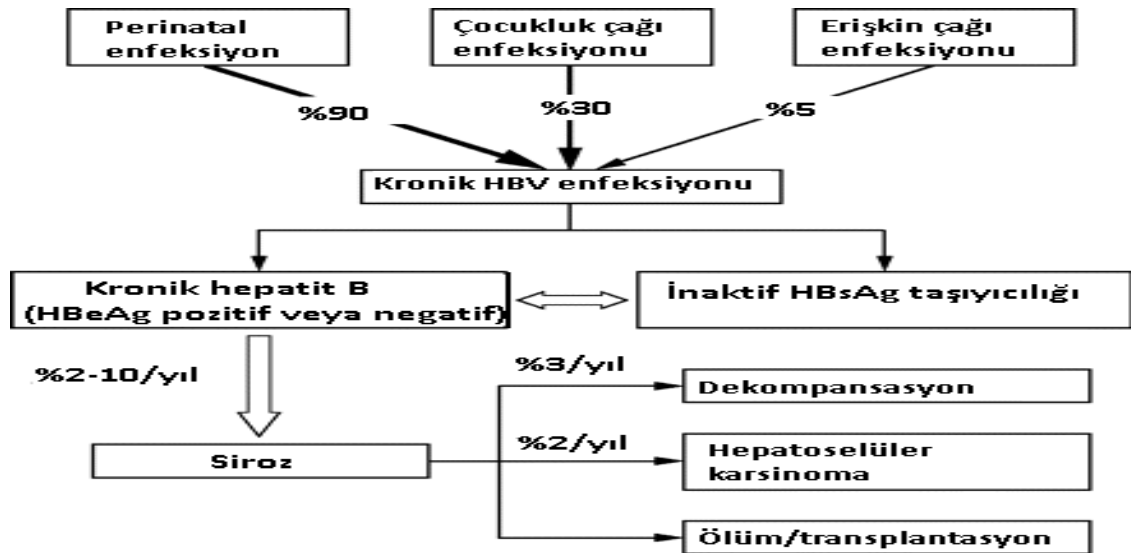 Perinatal
enfeksiyon
Çocukluk çağı
enfeksiyonu
Erişkin çağı
enfeksiyonu
%90
%30
%5
Kronik HBV enfeksiyonu
Kronik hepatit B
(HBeAg pozitif veya negatif)
İnaktif HBsAg taşıyıcılığı
%2-10/yıl
%3/yıl
Dekompansasyon
Siroz
%2/yıl
Hepatoselüler
karsinoma
Ölüm/transplantasyon